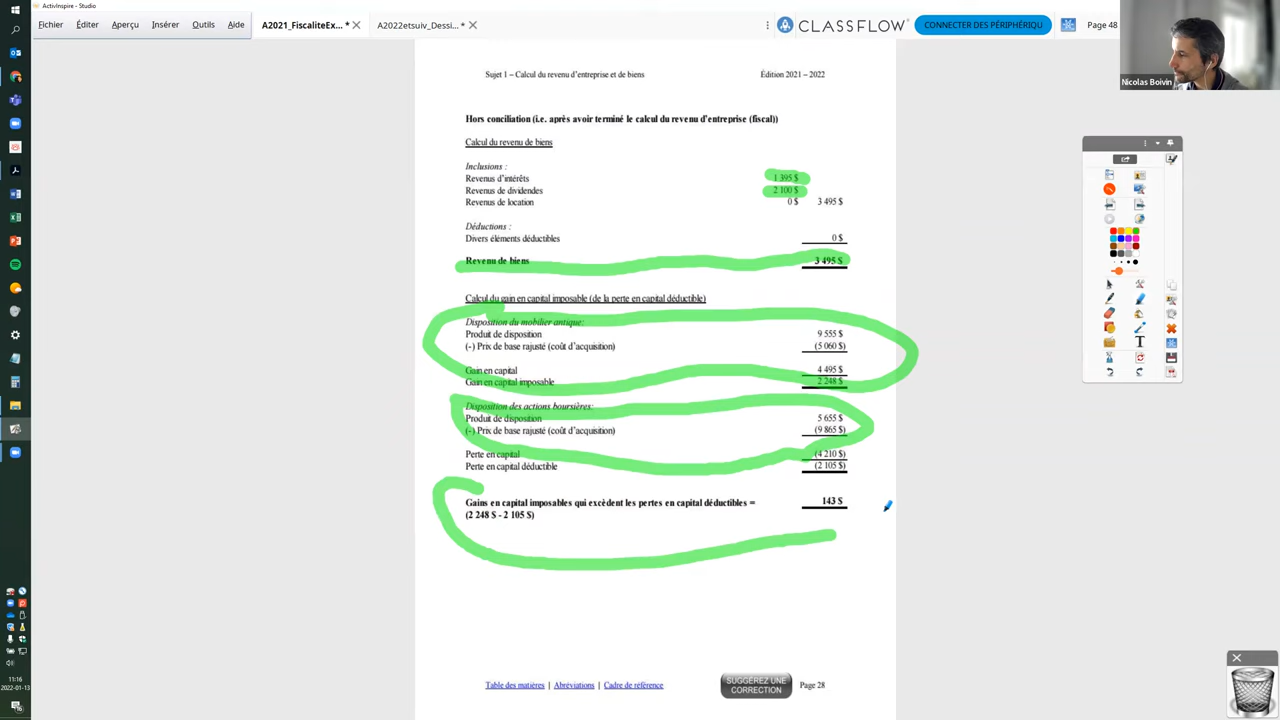 ActivInspire - Studio
Fichier Éditer Aperçu Insérer Outils Aide A2021_FiscaliteEx... * A2022etsuiv_Dessi... * CLASSFLOW CONNECTER DES PÉRIPHÉRIQU Page 48
Nicolas Boivin
Sujet 1 – Calcul du revenu d'entreprise et de biens Édition 2021 – 2022
Hors conciliation (i.e. après avoir terminé le calcul du revenu d'entreprise (fiscal))
Calcul du revenu de biens
Inclusions :
Revenus d'intérêts 1 395 $
Revenus de dividendes 2 100 $
Revenus de location 0 $ 3 495 $
Déductions :
Divers éléments déductibles 0 $
Revenu de biens 3 495 $
Calcul du gain en capital imposable (de la perte en capital déductible)
Disposition du mobilier antique:
Produit de disposition 9 555 $
(-) Prix de base rajusté (coût d'acquisition) (5 060 $)
Gain en capital 4 495 $
Gain en capital imposable 2 248 $
Disposition des actions boursières:
Produit de disposition 5 655 $
(-) Prix de base rajusté (coût d'acquisition) (9 865 $)
Perte en capital (4 210 $)
Perte en capital déductible (2 105 $)
Gains en capital imposables qui excèdent les pertes en capital déductibles = 143 $
(2 248 $ - 2 105 $)
Table des matières | Abréviations | Cadre de référence SUGGÉREZ UNE CORRECTION Page 28
11:16
2022-01-13